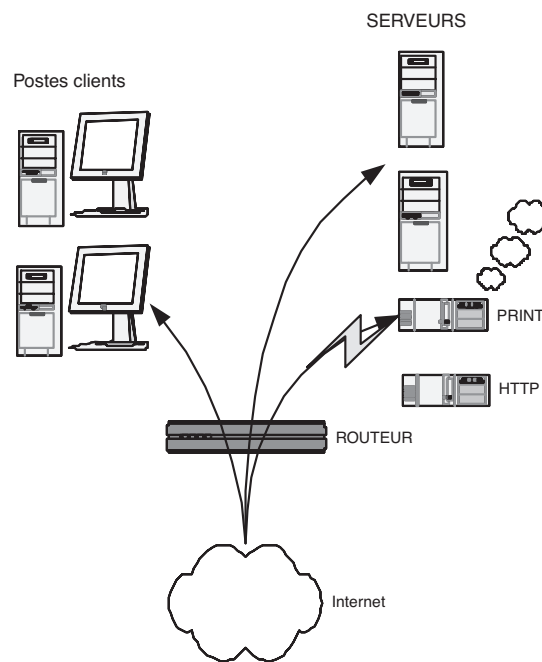 SERVEURS
Postes clients
PRINT
HTTP
ROUTEUR
Internet